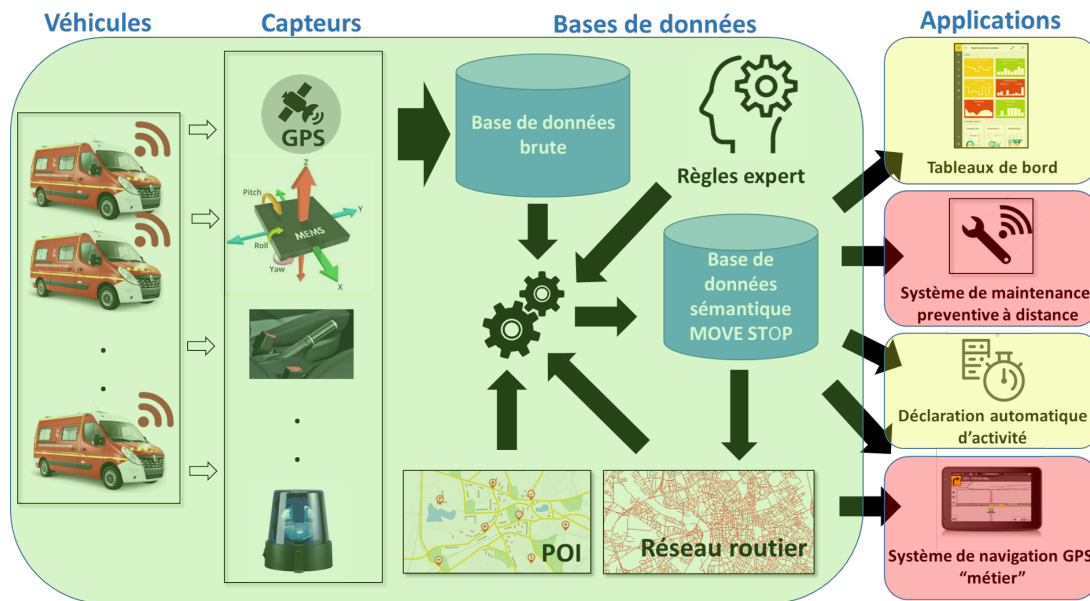 Véhicules
Capteurs
Bases de données
Applications
GPS
Z
Pitch
Y
MEMS
Roll
Yaw
X
Base de données
brute
Règles expert
Base de
données
sémantique
MOVE STOP
POI
Réseau routier
Tableaux de bord
Système de maintenance
preventive à distance
Déclaration automatique
d’activité
Système de navigation GPS
“métier”